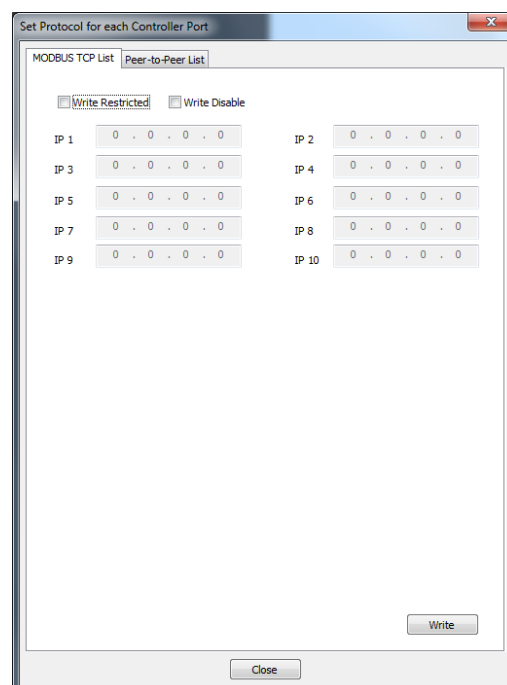 Set Protocol for each Controller Port
MODBUS TCP List Peer-to-Peer List
Write Restricted Write Disable
IP 1 0 . 0 . 0 . 0 IP 2 0 . 0 . 0 . 0
IP 3 0 . 0 . 0 . 0 IP 4 0 . 0 . 0 . 0
IP 5 0 . 0 . 0 . 0 IP 6 0 . 0 . 0 . 0
IP 7 0 . 0 . 0 . 0 IP 8 0 . 0 . 0 . 0
IP 9 0 . 0 . 0 . 0 IP 10 0 . 0 . 0 . 0
Write
Close